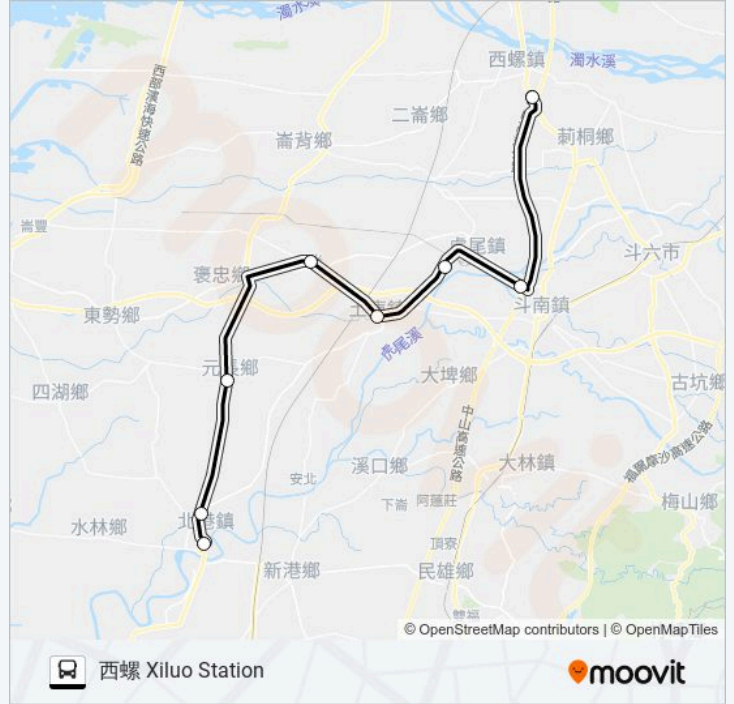 濁水溪
西螺鎮
濁水溪
西部濱海快速公路
二崙鄉
崙背鄉
莿桐鄉
崙豐
虎尾鎮
斗六市
褒忠鄉
東勢鄉
土庫鎮
斗南鎮
虎尾溪
元長鄉
大埤鄉
四湖鄉
古坑鄉
中山高速公路
福爾摩沙高速公路
溪口鄉
大林鎮
安北
下崙
阿蓮莊
梅山鄉
水林鄉
北港鎮
頂寮
新港鄉
民雄鄉
雙福
© OpenStreetMap contributors | © OpenMapTiles
西螺 Xiluo Station
moovit